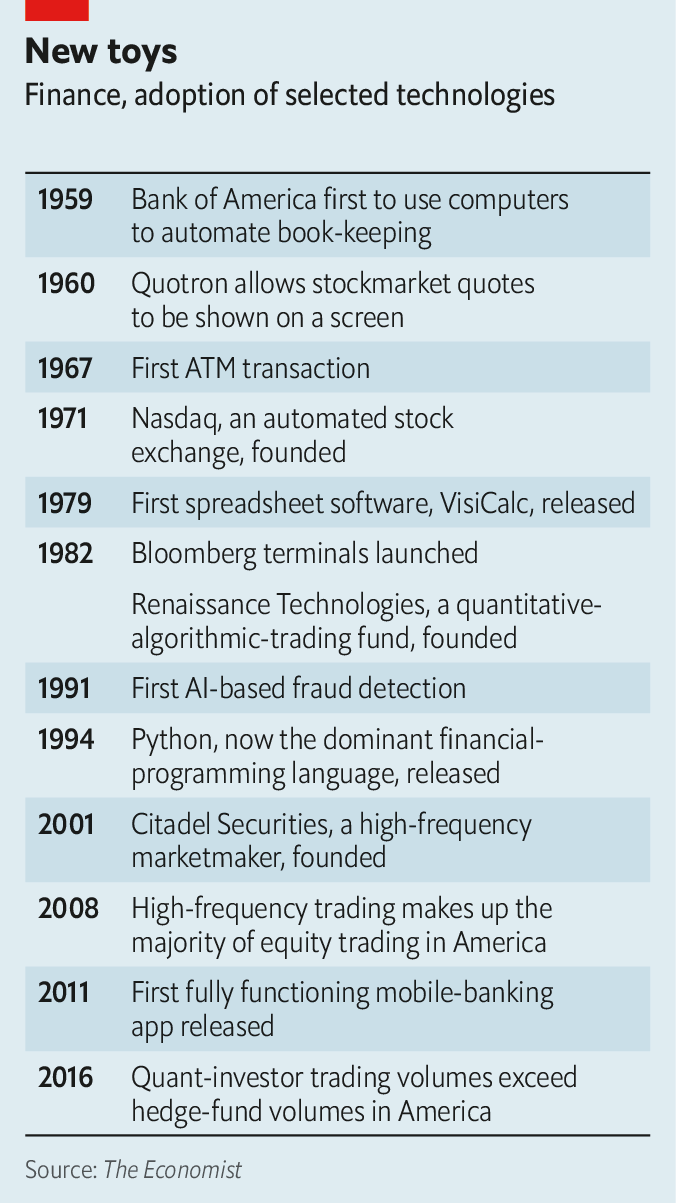 New toys
Finance, adoption of selected technologies
1959 Bank of America first to use computers
to automate book-keeping
1960 Quotron allows stockmarket quotes
to be shown on a screen
1967 First ATM transaction
1971 Nasdaq, an automated stock
exchange, founded
1979 First spreadsheet software, VisiCalc, released
1982 Bloomberg terminals launched
Renaissance Technologies, a quantitative-
algorithmic-trading fund, founded
1991 First AI-based fraud detection
1994 Python, now the dominant financial-
programming language, released
2001 Citadel Securities, a high-frequency
marketmaker, founded
2008 High-frequency trading makes up the
majority of equity trading in America
2011 First fully functioning mobile-banking
app released
2016 Quant-investor trading volumes exceed
hedge-fund volumes in America
Source: The Economist